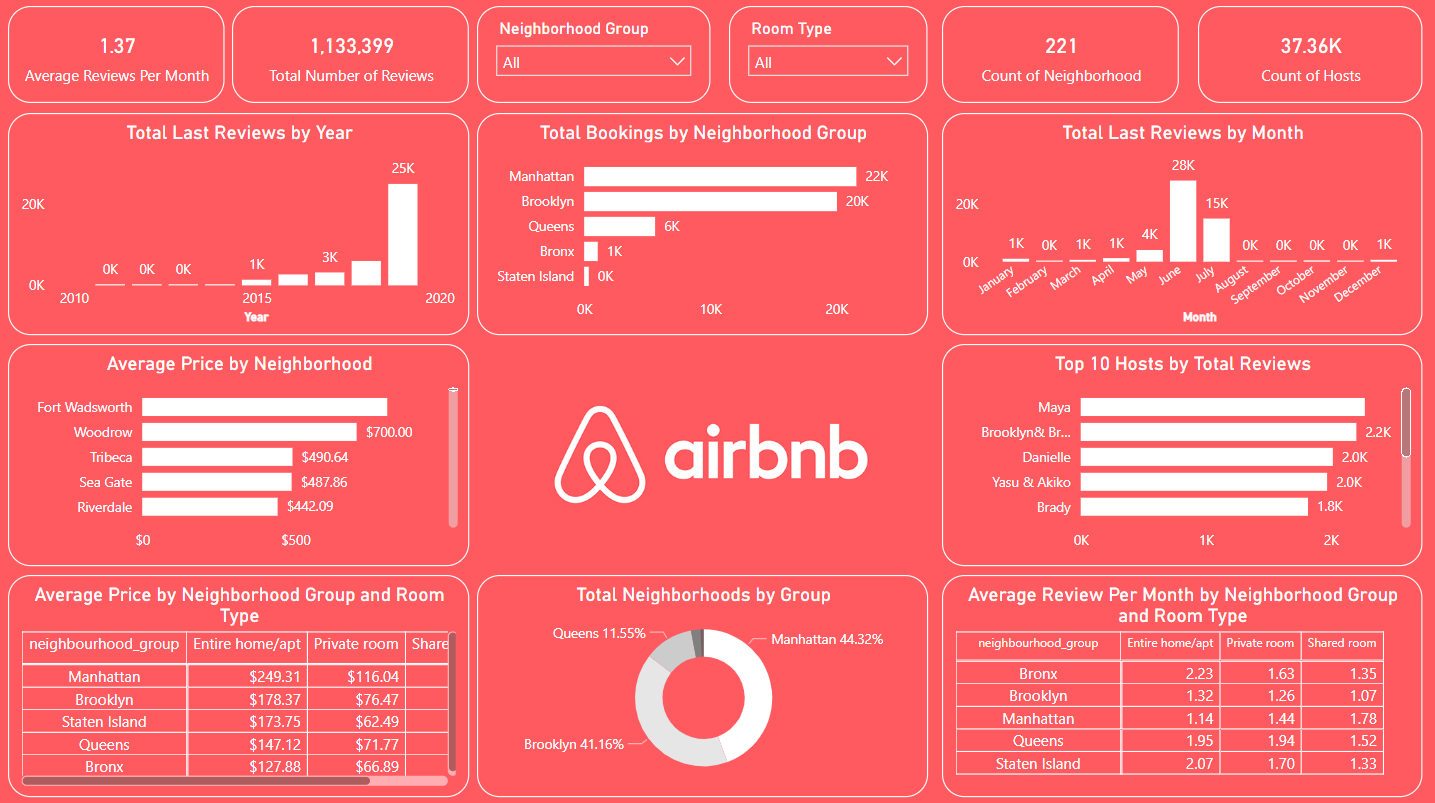 1.37
Average Reviews Per Month
1,133,399
Total Number of Reviews
Neighborhood Group
All
Room Type
All
221
Count of Neighborhood
37.36K
Count of Hosts
Total Last Reviews by Year
25K
20K
3K
1K
0K
0K
0K
0K
2010
2015
2020
Year
Total Bookings by Neighborhood Group
Manhattan 22K
Brooklyn 20K
Queens 6K
Bronx 1K
Staten Island 0K
0K 10K 20K
Total Last Reviews by Month
28K
20K
15K
4K
1K 0K 1K 1K 0K 0K 0K 0K 1K
0K
January February March April May June July August September October November December
Month
Average Price by Neighborhood
Fort Wadsworth
Woodrow $700.00
Tribeca $490.64
Sea Gate $487.86
Riverdale $442.09
$0 $500
airbnb
Top 10 Hosts by Total Reviews
Maya
Brooklyn& Br... 2.2K
Danielle 2.0K
Yasu & Akiko 2.0K
Brady 1.8K
0K 1K 2K
Average Price by Neighborhood Group and Room
Type
neighbourhood_group Entire home/apt Private room Share
Manhattan $249.31 $116.04
Brooklyn $178.37 $76.47
Staten Island $173.75 $62.49
Queens $147.12 $71.77
Bronx $127.88 $66.89
Total Neighborhoods by Group
Queens 11.55%
Manhattan 44.32%
Brooklyn 41.16%
Average Review Per Month by Neighborhood Group
and Room Type
neighbourhood_group Entire home/apt Private room Shared room
Bronx 2.23 1.63 1.35
Brooklyn 1.32 1.26 1.07
Manhattan 1.14 1.44 1.78
Queens 1.95 1.94 1.52
Staten Island 2.07 1.70 1.33